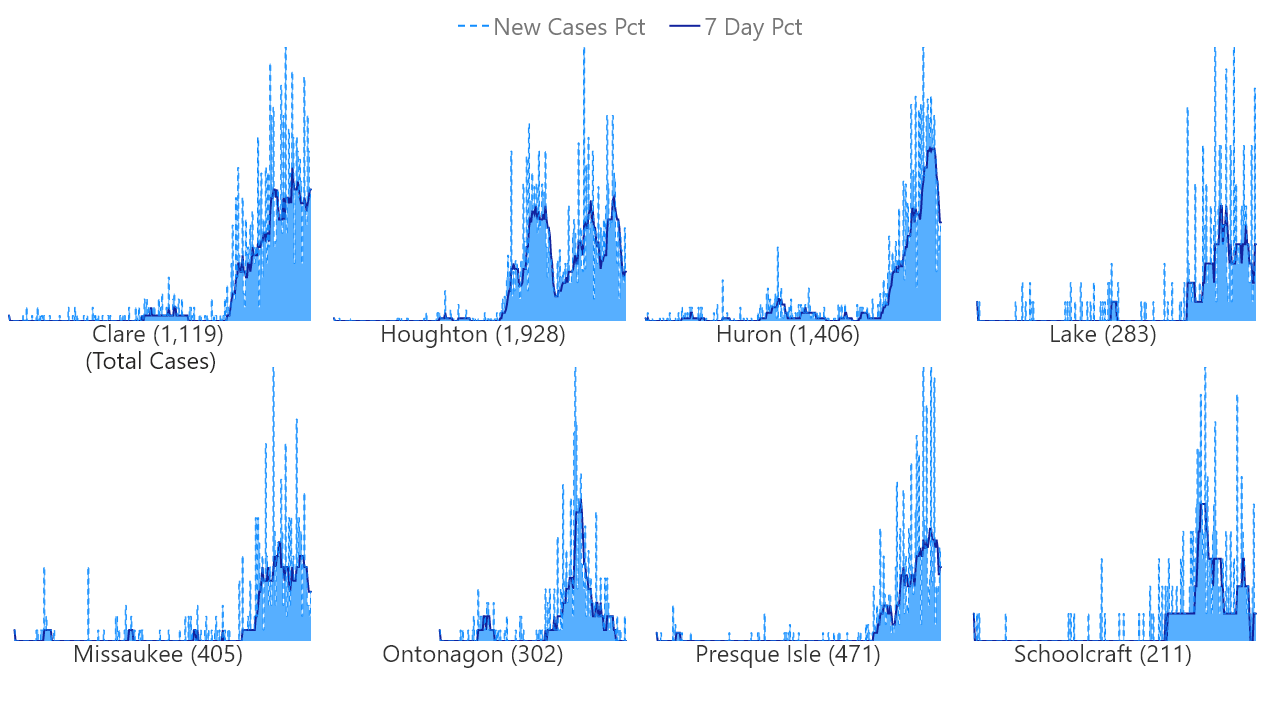 New Cases Pct 7 Day Pct
Clare (1,119)
(Total Cases)
Houghton (1,928)
Huron (1,406)
Lake (283)
Missaukee (405)
Ontonagon (302)
Presque Isle (471)
Schoolcraft (211)